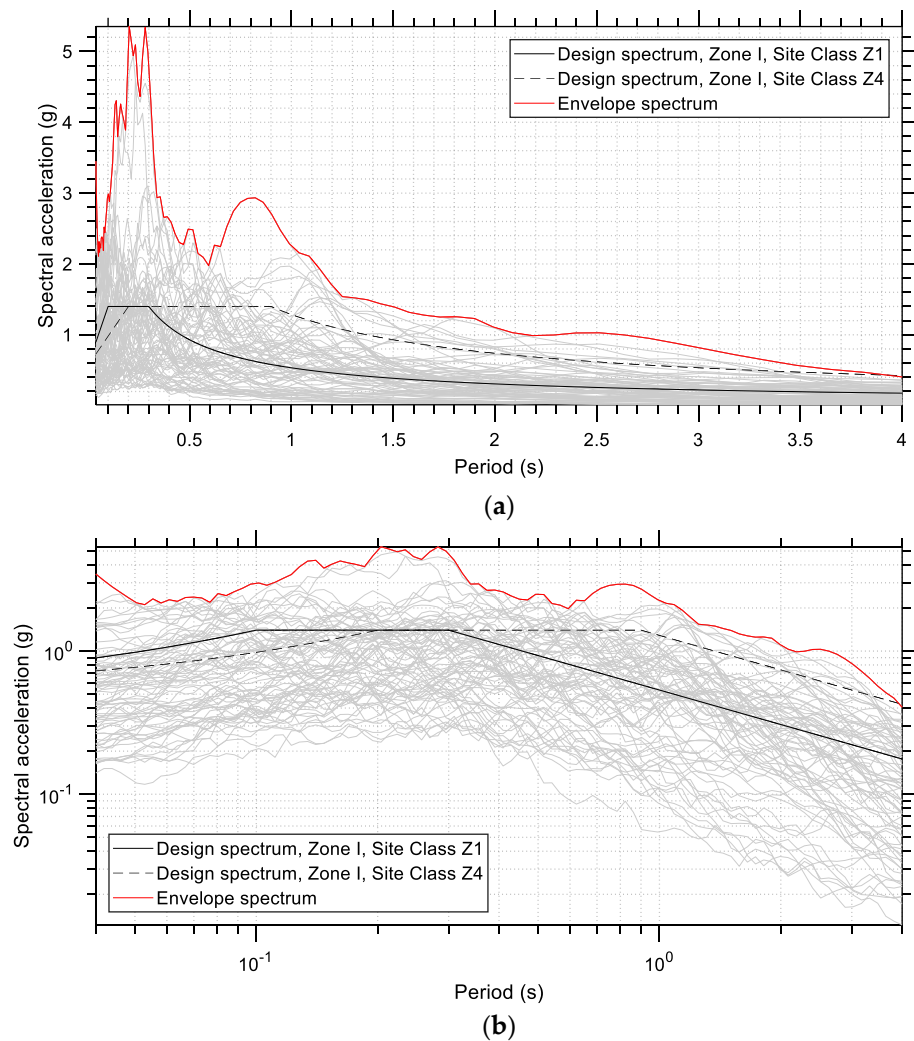 5
4
3
2
1
Spectral acceleration (g)
Design spectrum, Zone I, Site Class Z1
Design spectrum, Zone I, Site Class Z4
Envelope spectrum
0.5 1 1.5 2 2.5 3 3.5 4
Period (s)
(a)
10^0
10^-1
Spectral acceleration (g)
Design spectrum, Zone I, Site Class Z1
Design spectrum, Zone I, Site Class Z4
Envelope spectrum
10^-1 10^0
Period (s)
(b)